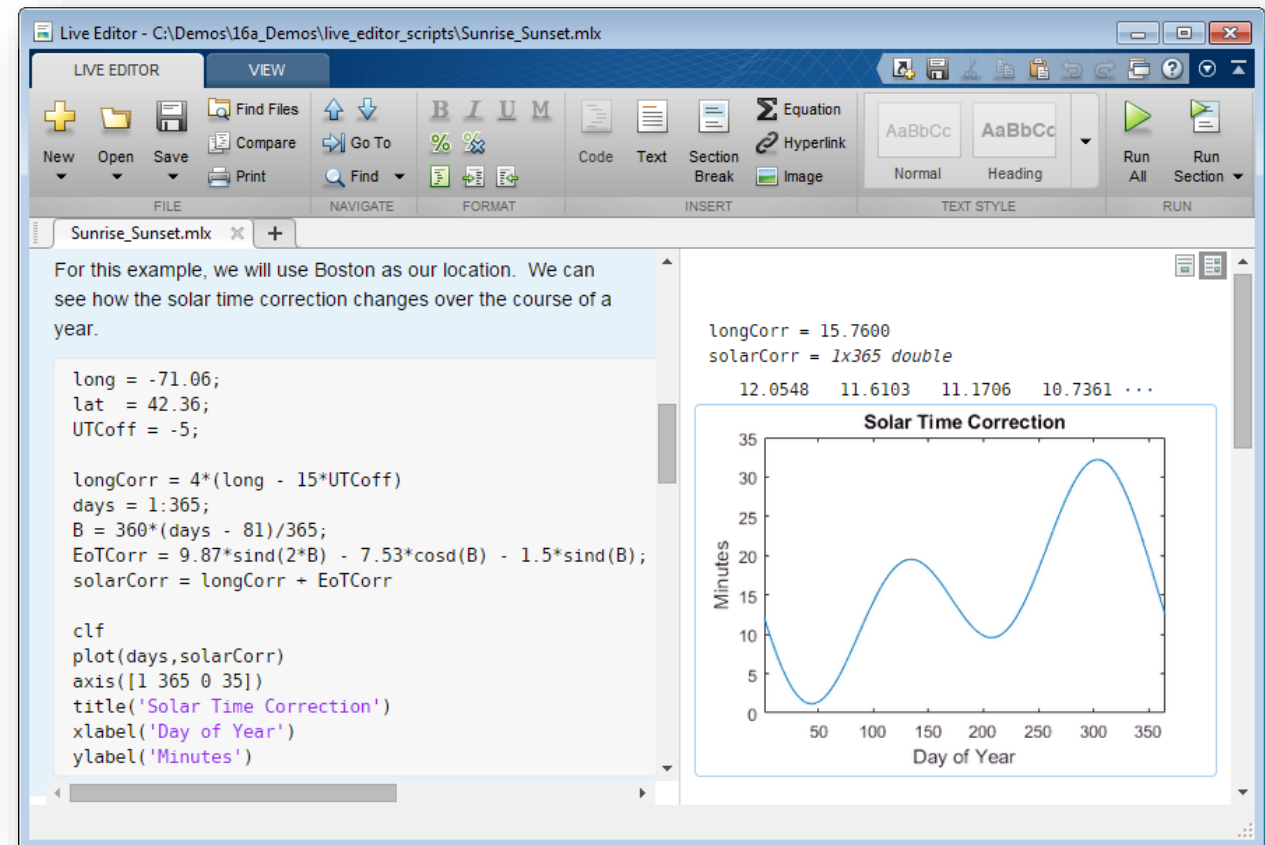 Live Editor - C:\Demos\16a_Demos\live_editor_scripts\Sunrise_Sunset.mlx
LIVE EDITOR VIEW
New Open Save Find Files Compare Print
FILE
Go To Find
NAVIGATE
B I U M
FORMAT
Code Text Section Break Equation Hyperlink Image
INSERT
AaBbCc Normal AaBbCc Heading
TEXT STYLE
Run All Run Section
RUN
Sunrise_Sunset.mlx
For this example, we will use Boston as our location. We can
see how the solar time correction changes over the course of a
year.
long = -71.06;
lat = 42.36;
UTCoff = -5;
longCorr = 4*(long - 15*UTCoff)
days = 1:365;
B = 360*(days - 81)/365;
EoTCorr = 9.87*sind(2*B) - 7.53*cosd(B) - 1.5*sind(B);
solarCorr = longCorr + EoTCorr
clf
plot(days,solarCorr)
axis([1 365 0 35])
title('Solar Time Correction')
xlabel('Day of Year')
ylabel('Minutes')
longCorr = 15.7600
solarCorr = 1x365 double
12.0548 11.6103 11.1706 10.7361 ···
Solar Time Correction
35
30
25
20
15
10
5
0
Minutes
50 100 150 200 250 300 350
Day of Year